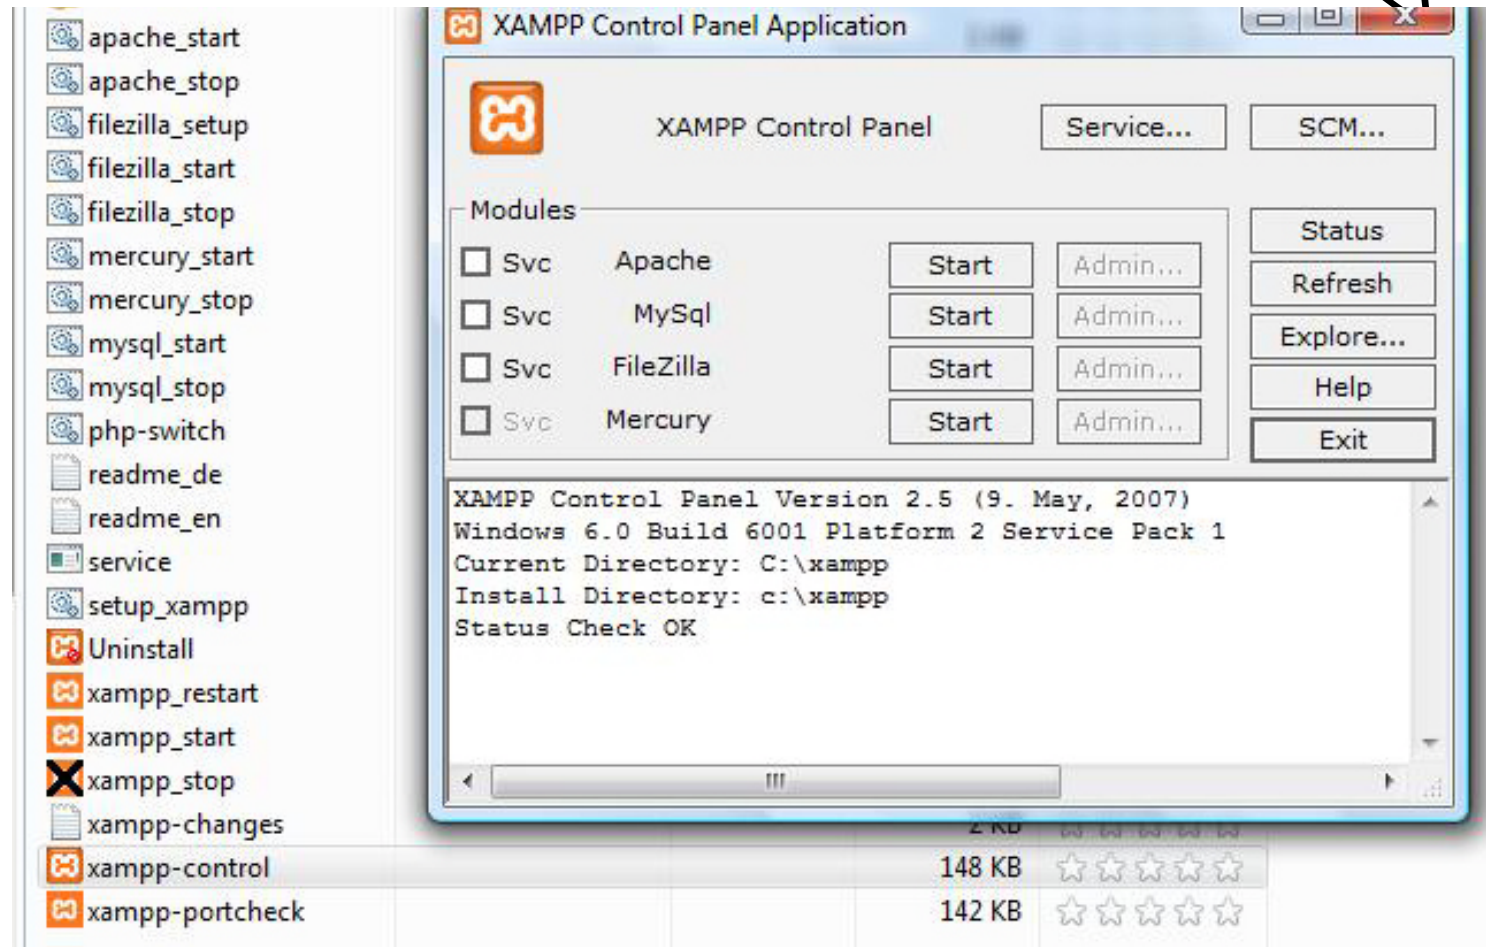 apache_start
apache_stop
filezilla_setup
filezilla_start
filezilla_stop
mercury_start
mercury_stop
mysql_start
mysql_stop
php-switch
readme_de
readme_en
service
setup_xampp
Uninstall
xampp_restart
xampp_start
xampp_stop
xampp-changes 2 KB
xampp-control 148 KB
xampp-portcheck 142 KB
XAMPP Control Panel Application
XAMPP Control Panel Service... SCM...
Modules
Svc Apache Start Admin...
Svc MySql Start Admin...
Svc FileZilla Start Admin...
Svc Mercury Start Admin...
Status
Refresh
Explore...
Help
Exit
XAMPP Control Panel Version 2.5 (9. May, 2007)
Windows 6.0 Build 6001 Platform 2 Service Pack 1
Current Directory: C:\xampp
Install Directory: c:\xampp
Status Check OK